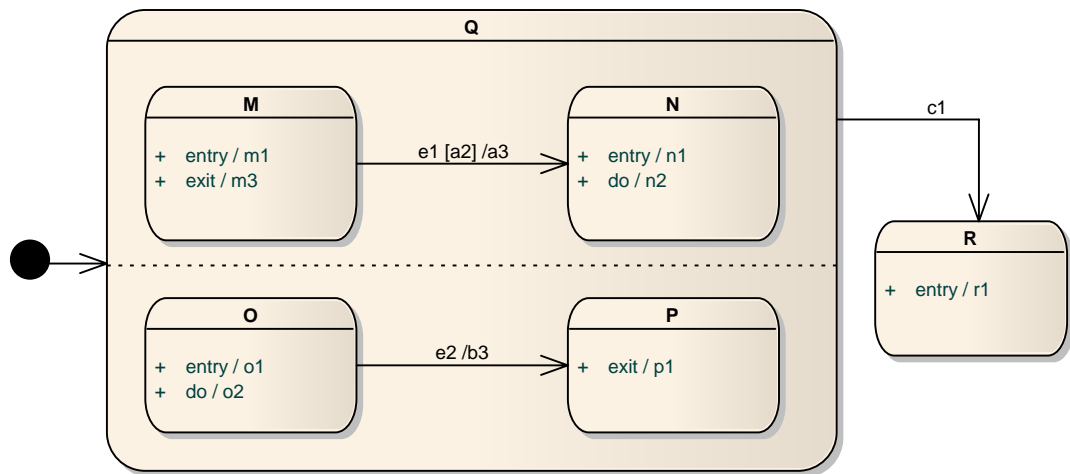 Q
M
+ entry / m1
+ exit / m3
e1 [a2] /a3
N
+ entry / n1
+ do / n2
c1
R
+ entry / r1
O
+ entry / o1
+ do / o2
e2 /b3
P
+ exit / p1